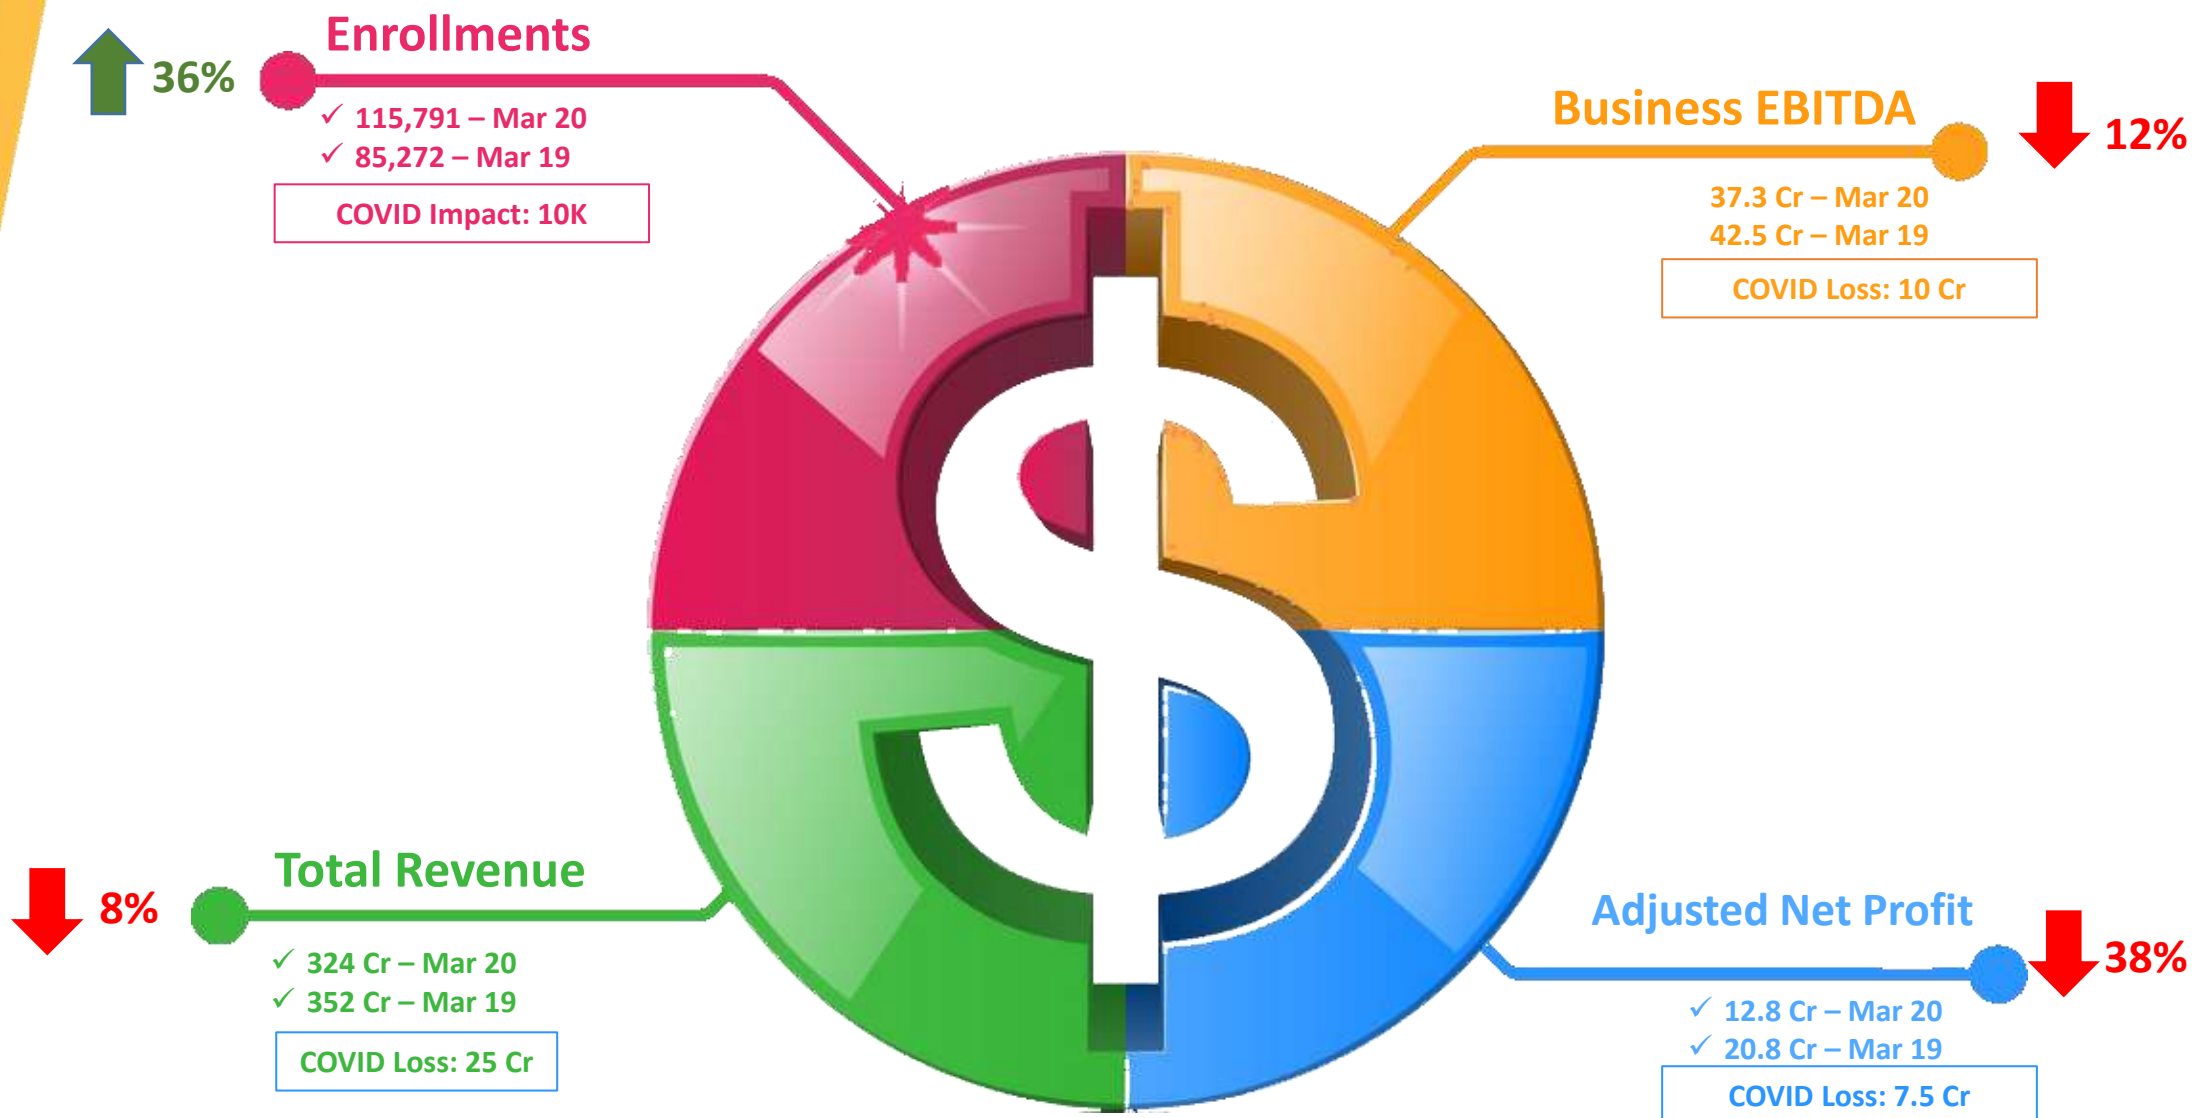 Enrollments
36%
✓ 115,791 – Mar 20
✓ 85,272 – Mar 19
COVID Impact: 10K
Business EBITDA
12%
37.3 Cr – Mar 20
42.5 Cr – Mar 19
COVID Loss: 10 Cr
Total Revenue
8%
✓ 324 Cr – Mar 20
✓ 352 Cr – Mar 19
COVID Loss: 25 Cr
Adjusted Net Profit
38%
✓ 12.8 Cr – Mar 20
✓ 20.8 Cr – Mar 19
COVID Loss: 7.5 Cr